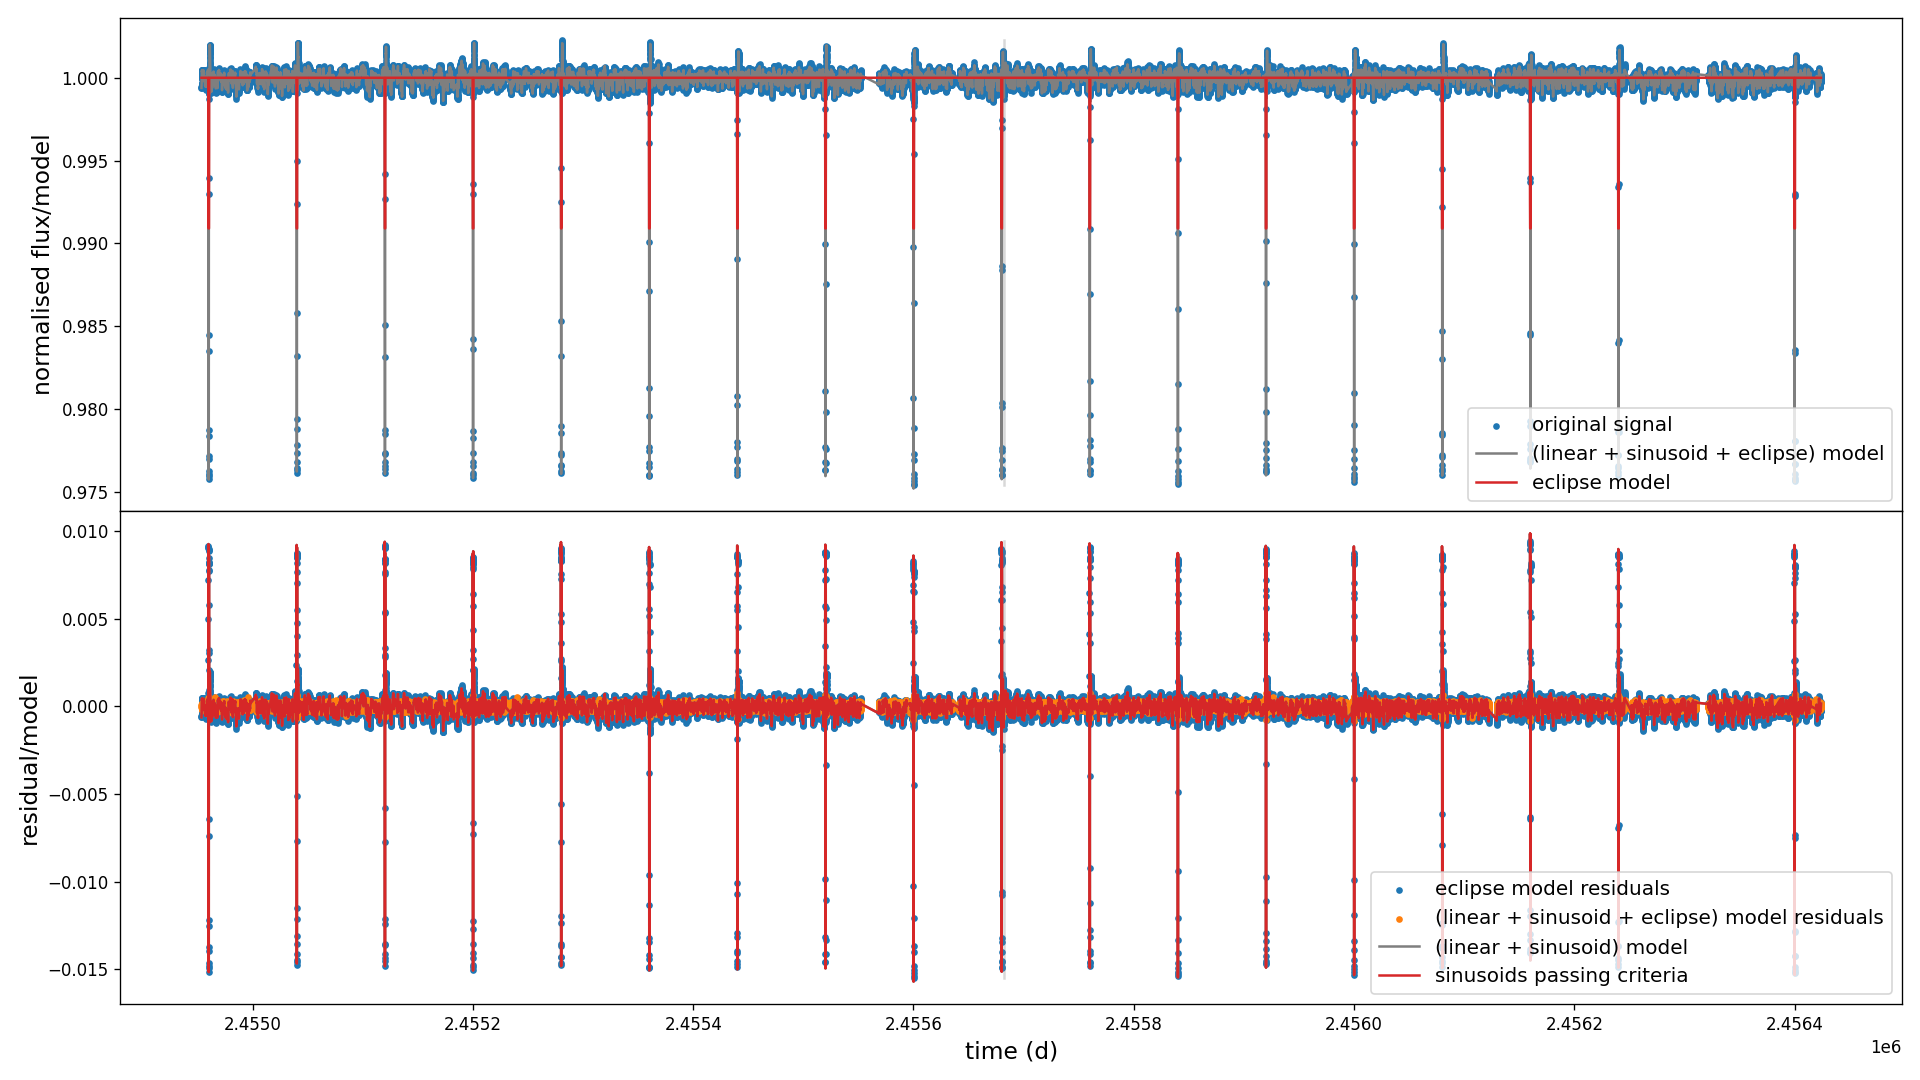 normalised flux/model
1.000
0.995
0.990
0.985
0.980
0.975
original signal
(linear + sinusoid + eclipse) model
eclipse model
residual/model
0.010
0.005
0.000
−0.005
−0.010
−0.015
eclipse model residuals
(linear + sinusoid + eclipse) model residuals
(linear + sinusoid) model
sinusoids passing criteria
2.4550 2.4552 2.4554 2.4556 2.4558 2.4560 2.4562 2.4564
1e6
time (d)